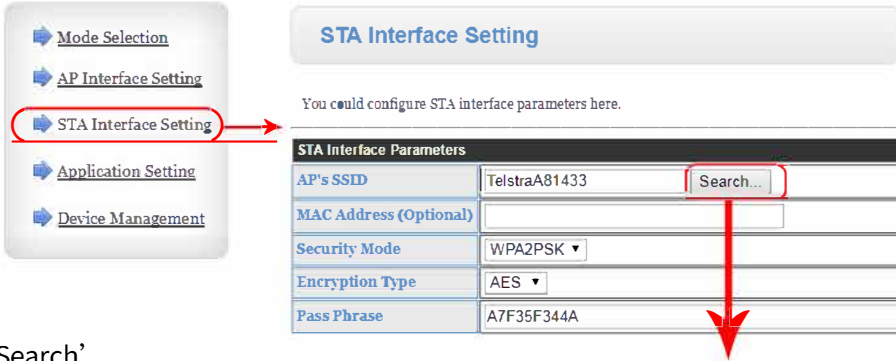 Mode Selection
AP Interface Setting
STA Interface Setting
Application Setting
Device Management
STA Interface Setting
You could configure STA interface parameters here.
STA Interface Parameters
AP's SSID TelstraA81433 Search...
MAC Address (Optional)
Security Mode WPA2PSK
Encryption Type AES
Pass Phrase A7F35F344A
Search’